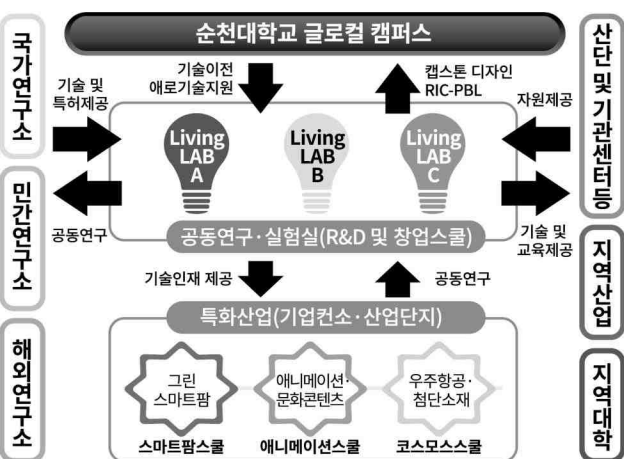 순천대학교 글로컬 캠퍼스
국가연구소
민간연구소
해외연구소
기술 및
특허제공
공동연구
기술이전
애로기술지원
캡스톤 디자인
RIC-PBL
자원제공
기술 및
교육제공
Living
LAB
A
Living
LAB
B
Living
LAB
C
공동연구·실험실(R&D 및 창업스쿨)
기술인재 제공
공동연구
특화산업(기업컨소·산업단지)
그린
스마트팜
애니메이션·
문화콘텐츠
우주항공·
첨단소재
스마트팜스쿨
애니메이션스쿨
코스모스스쿨
산단 및 기관센터등
지역산업
지역대학